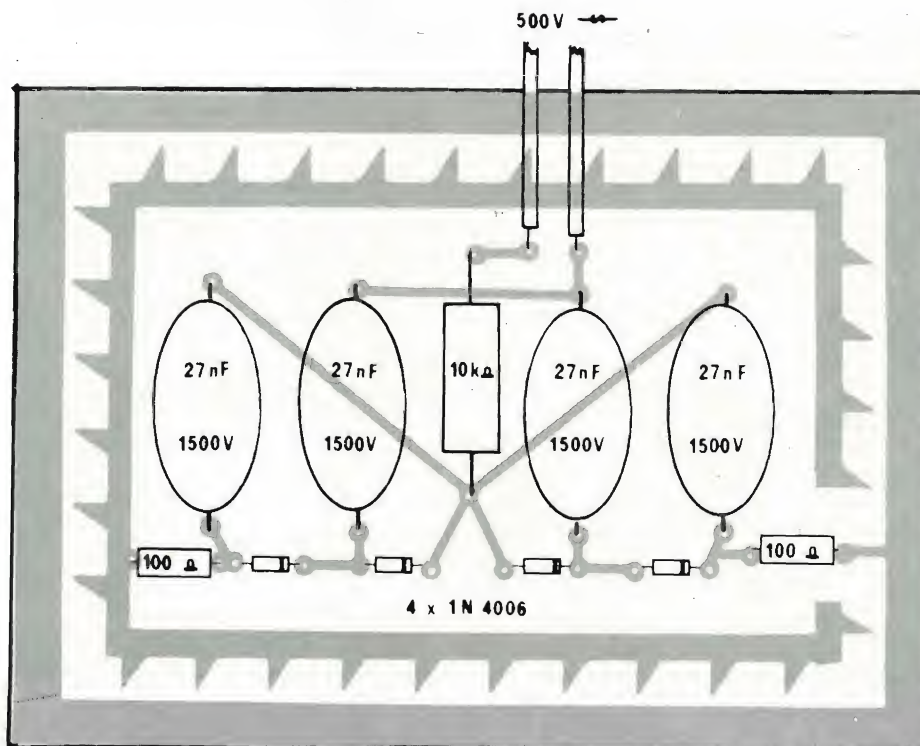 500V
27nF 27nF 10kΩ 27nF 27nF
1500V 1500V 1500V 1500V
100 Ω 100 Ω
4 x 1N 4006